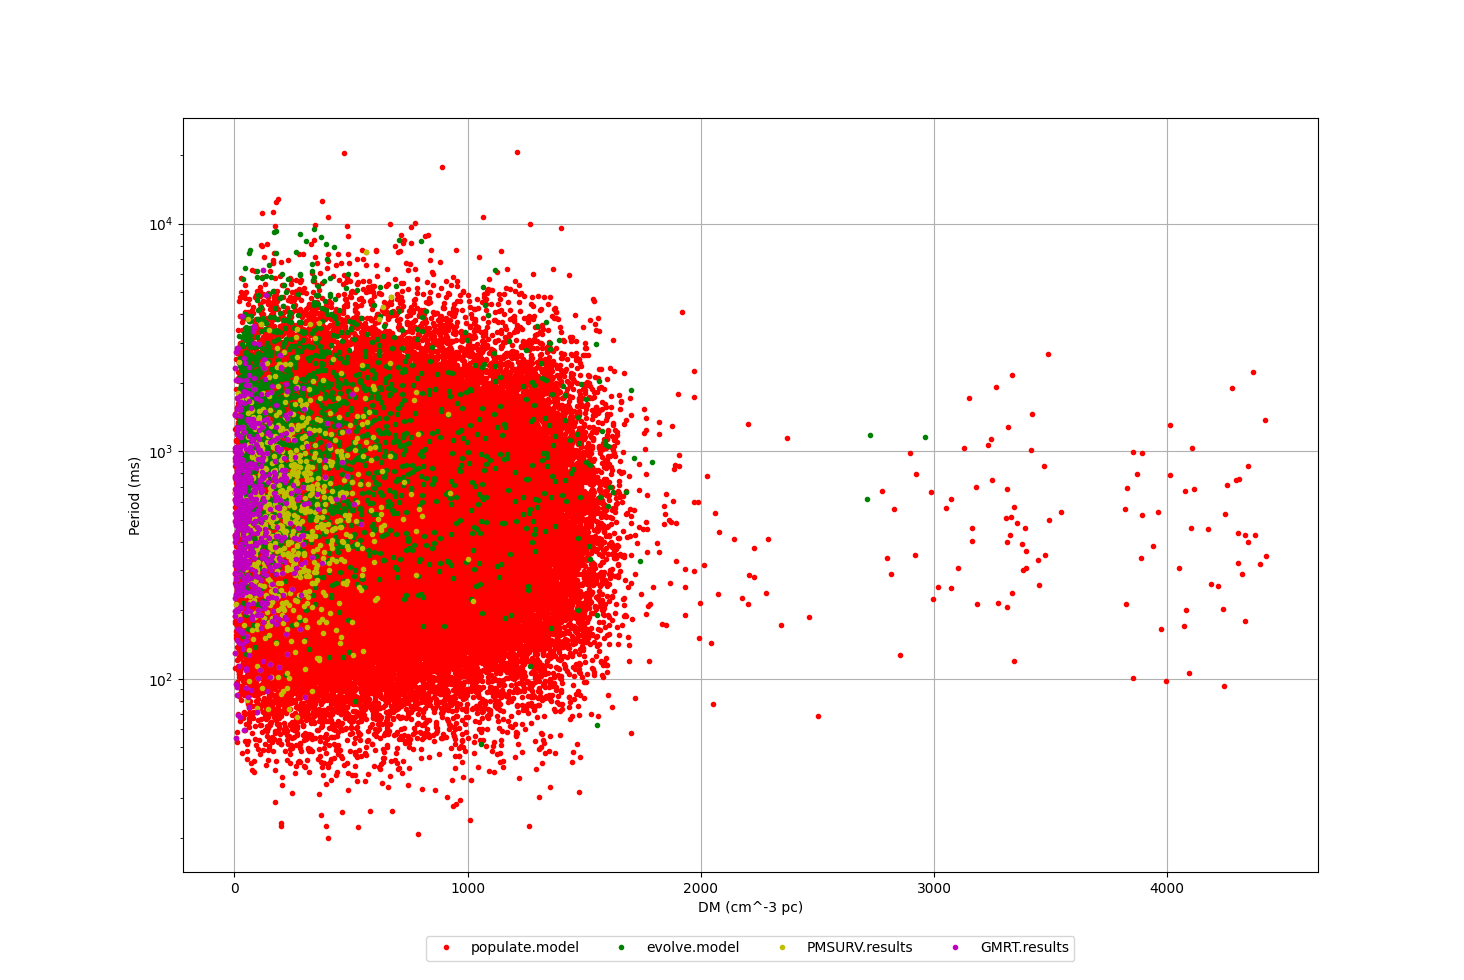 10^4
10^3
10^2
Period (ms)
0 1000 2000 3000 4000
DM (cm^-3 pc)
populate.model evolve.model PMSURV.results GMRT.results